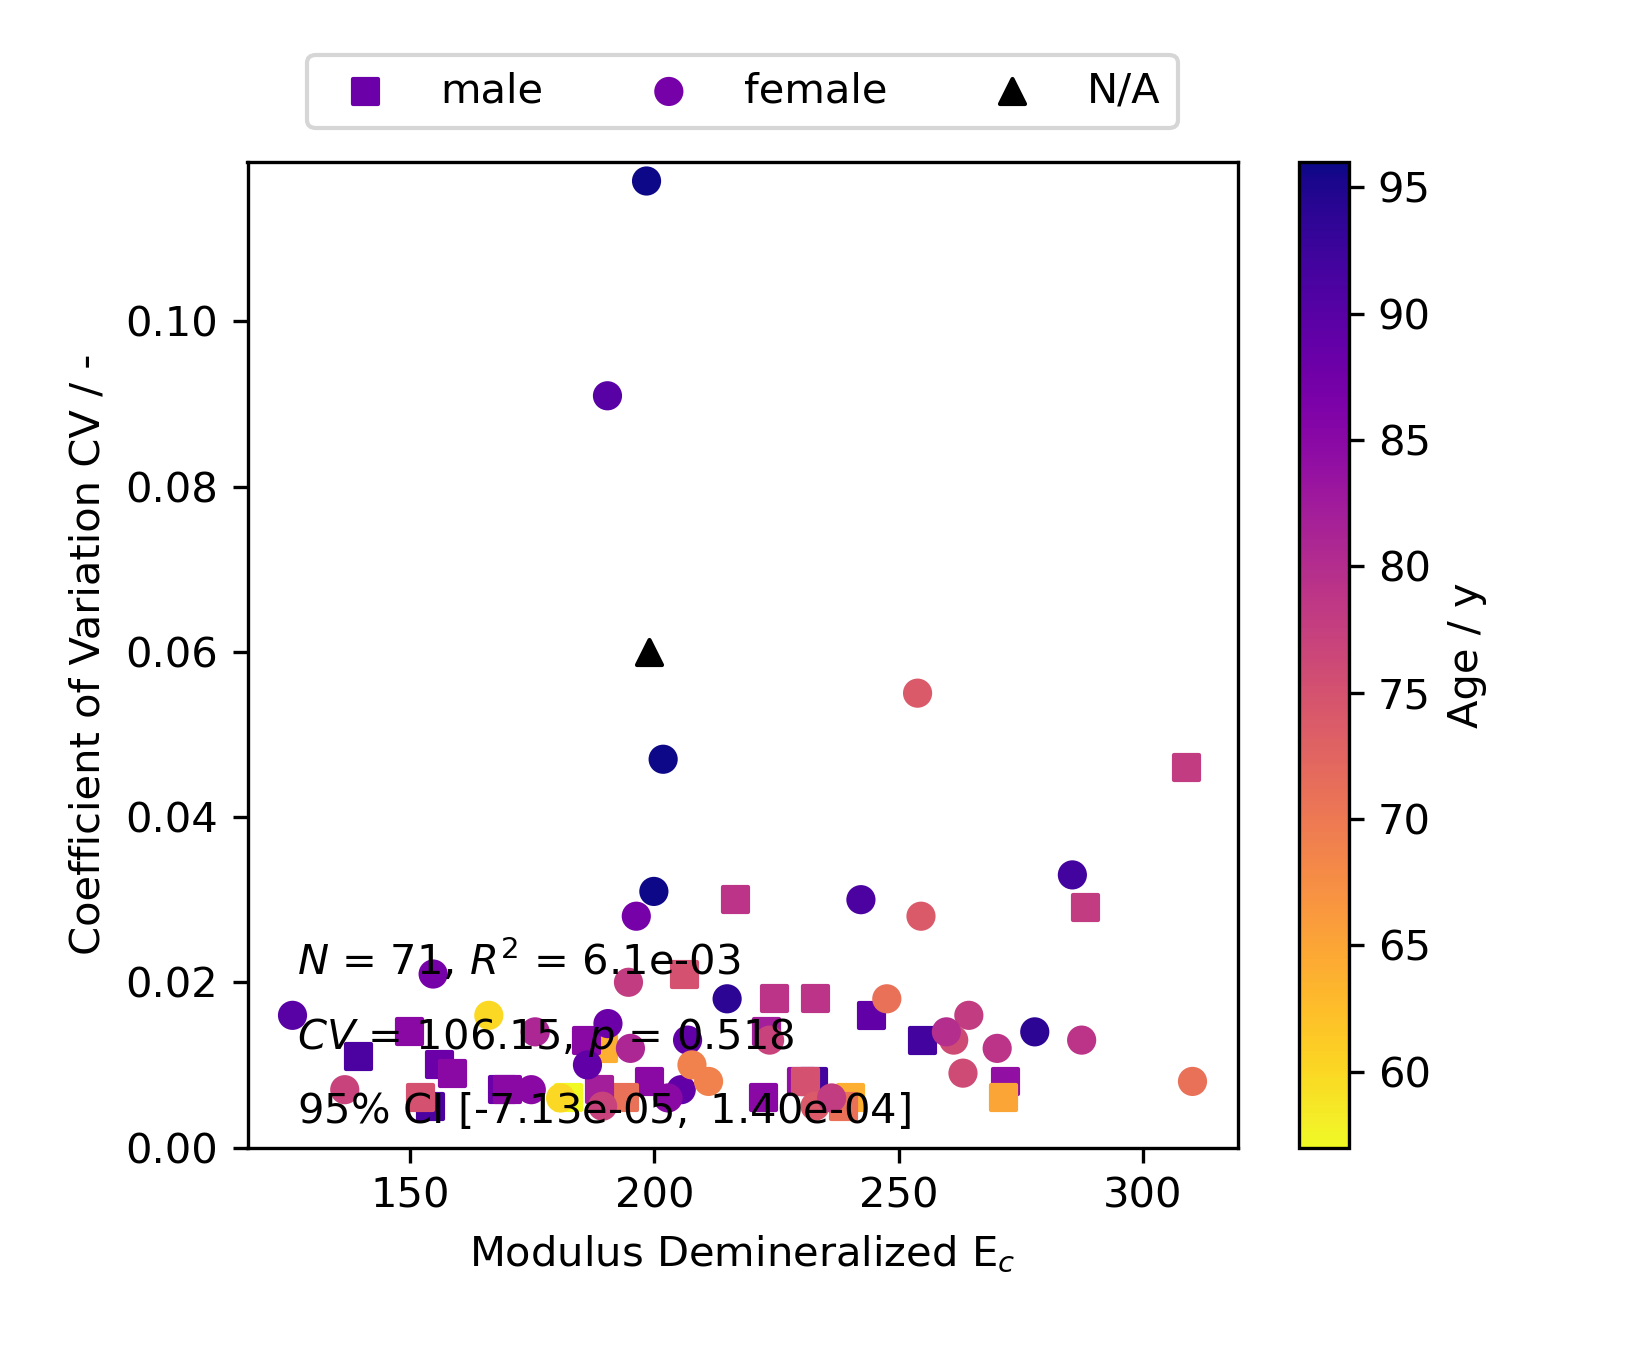 male female N/A
0.10
0.08
0.06
0.04
0.02
0.00
Coefficient of Variation CV / -
N = 71, R² = 6.1e-03
CV = 106.15, p = 0.518
95% CI [-7.13e-05, 1.40e-04]
150 200 250 300
Modulus Demineralized E_c
95
90
85
80
75
70
65
60
Age / y